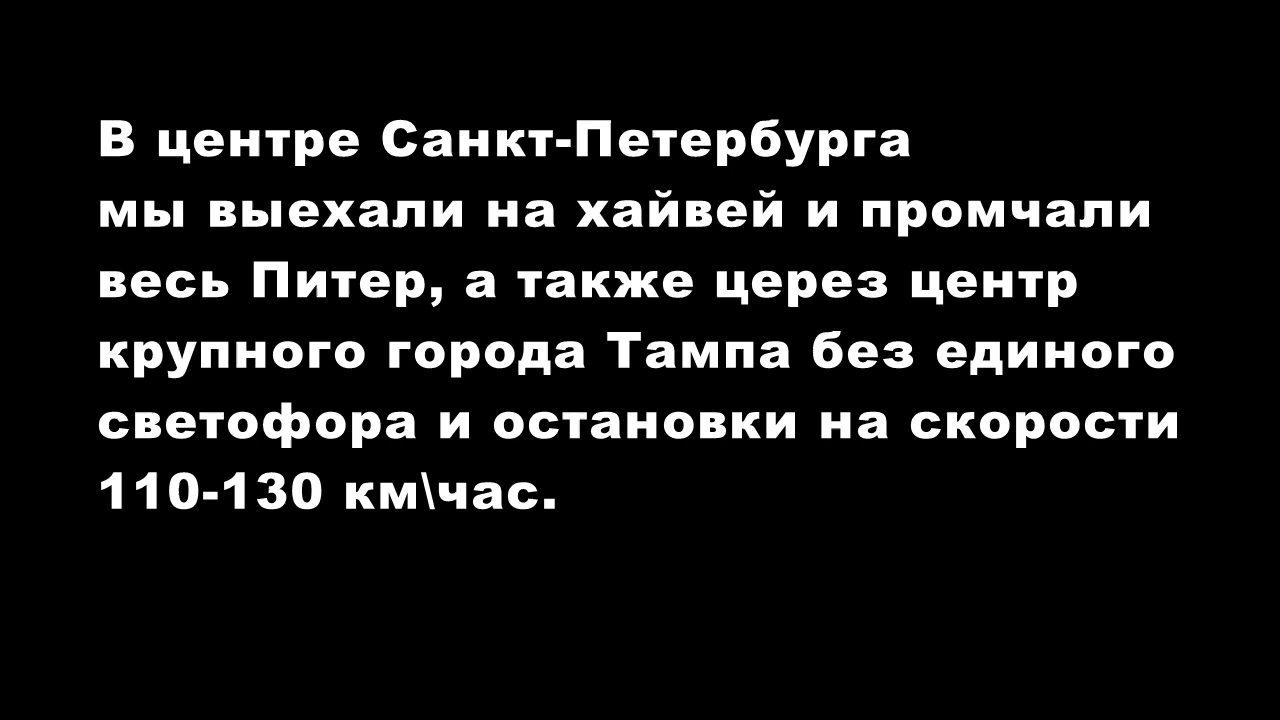 В центре Санкт-Петербурга
мы выехали на хайвей и промчали
весь Питер, а также церез центр
крупного города Тампа без единого
светофора и остановки на скорости
110-130 км\час.